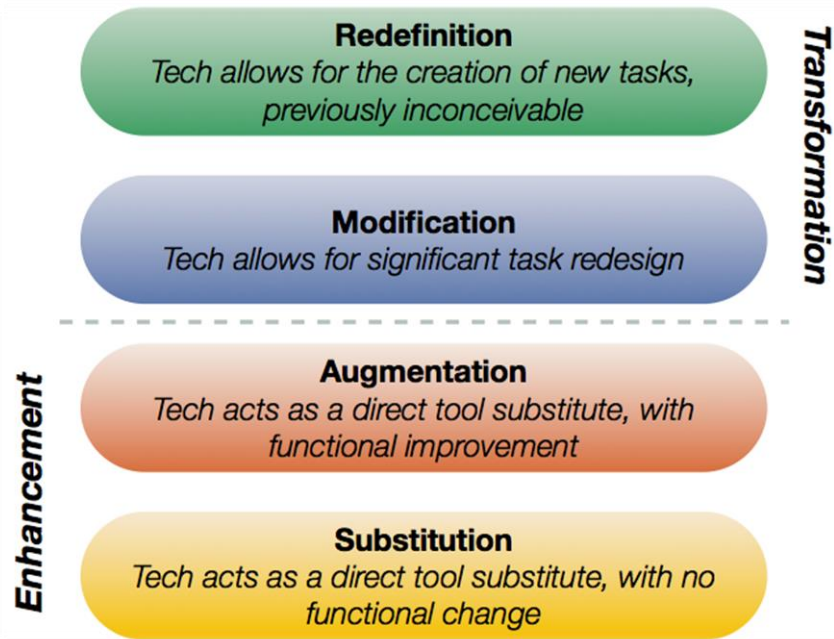 Redefinition
Tech allows for the creation of new tasks,
previously inconceivable
Transformation
Modification
Tech allows for significant task redesign
Augmentation
Tech acts as a direct tool substitute, with
functional improvement
Enhancement
Substitution
Tech acts as a direct tool substitute, with no
functional change